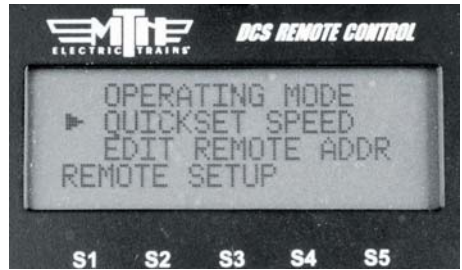 MTH
ELECTRIC TRAINS
DCS REMOTE CONTROL
OPERATING MODE
QUICKSET SPEED
EDIT REMOTE ADDR
REMOTE SETUP
S1 S2 S3 S4 S5